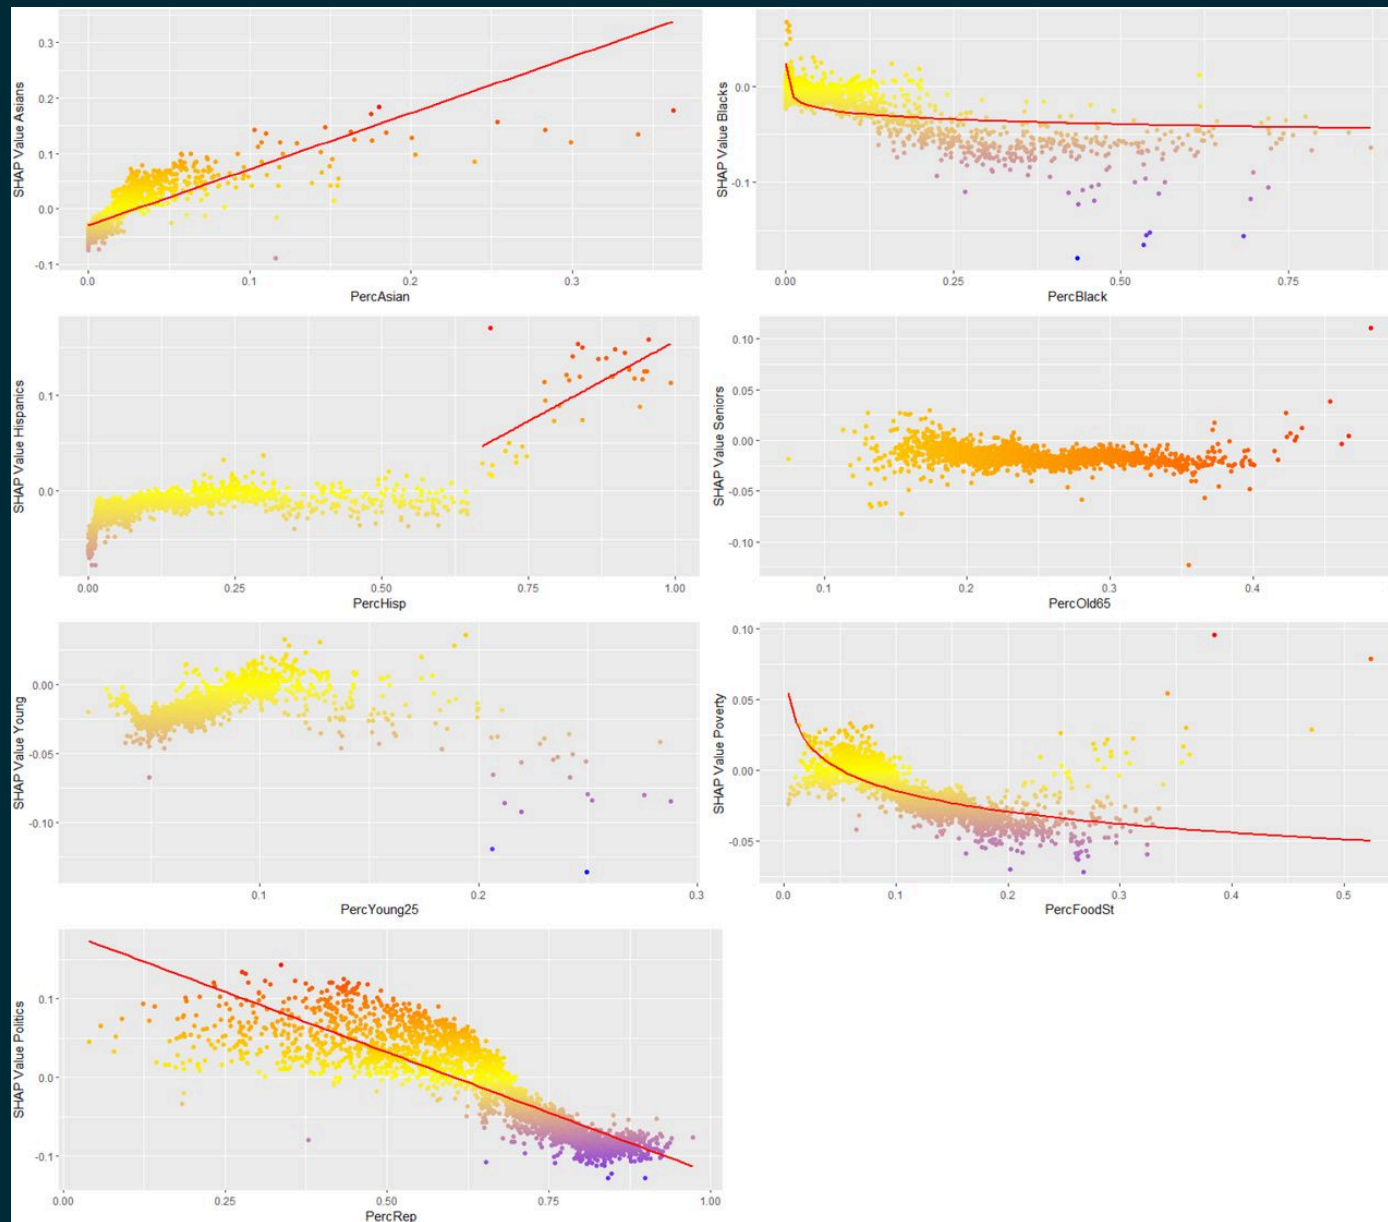 SHAP Value Asians
0.3
0.2
0.1
0.0
-0.1
0.0 0.1 0.2 0.3
PercAsian
SHAP Value Blacks
0.0
-0.1
0.00 0.25 0.50 0.75
PercBlack
SHAP Value Hispanics
0.1
0.0
0.00 0.25 0.50 0.75 1.00
PercHisp
SHAP Value Seniors
0.10
0.05
0.00
-0.05
-0.10
0.1 0.2 0.3 0.4
PercOld65
SHAP Value Young
0.00
-0.05
-0.10
0.1 0.2 0.3
PercYoung25
SHAP Value Poverty
0.10
0.05
0.00
-0.05
0.0 0.1 0.2 0.3 0.4 0.5
PercFoodSt
SHAP Value Politics
0.1
0.0
-0.1
0.00 0.25 0.50 0.75 1.00
PercRep